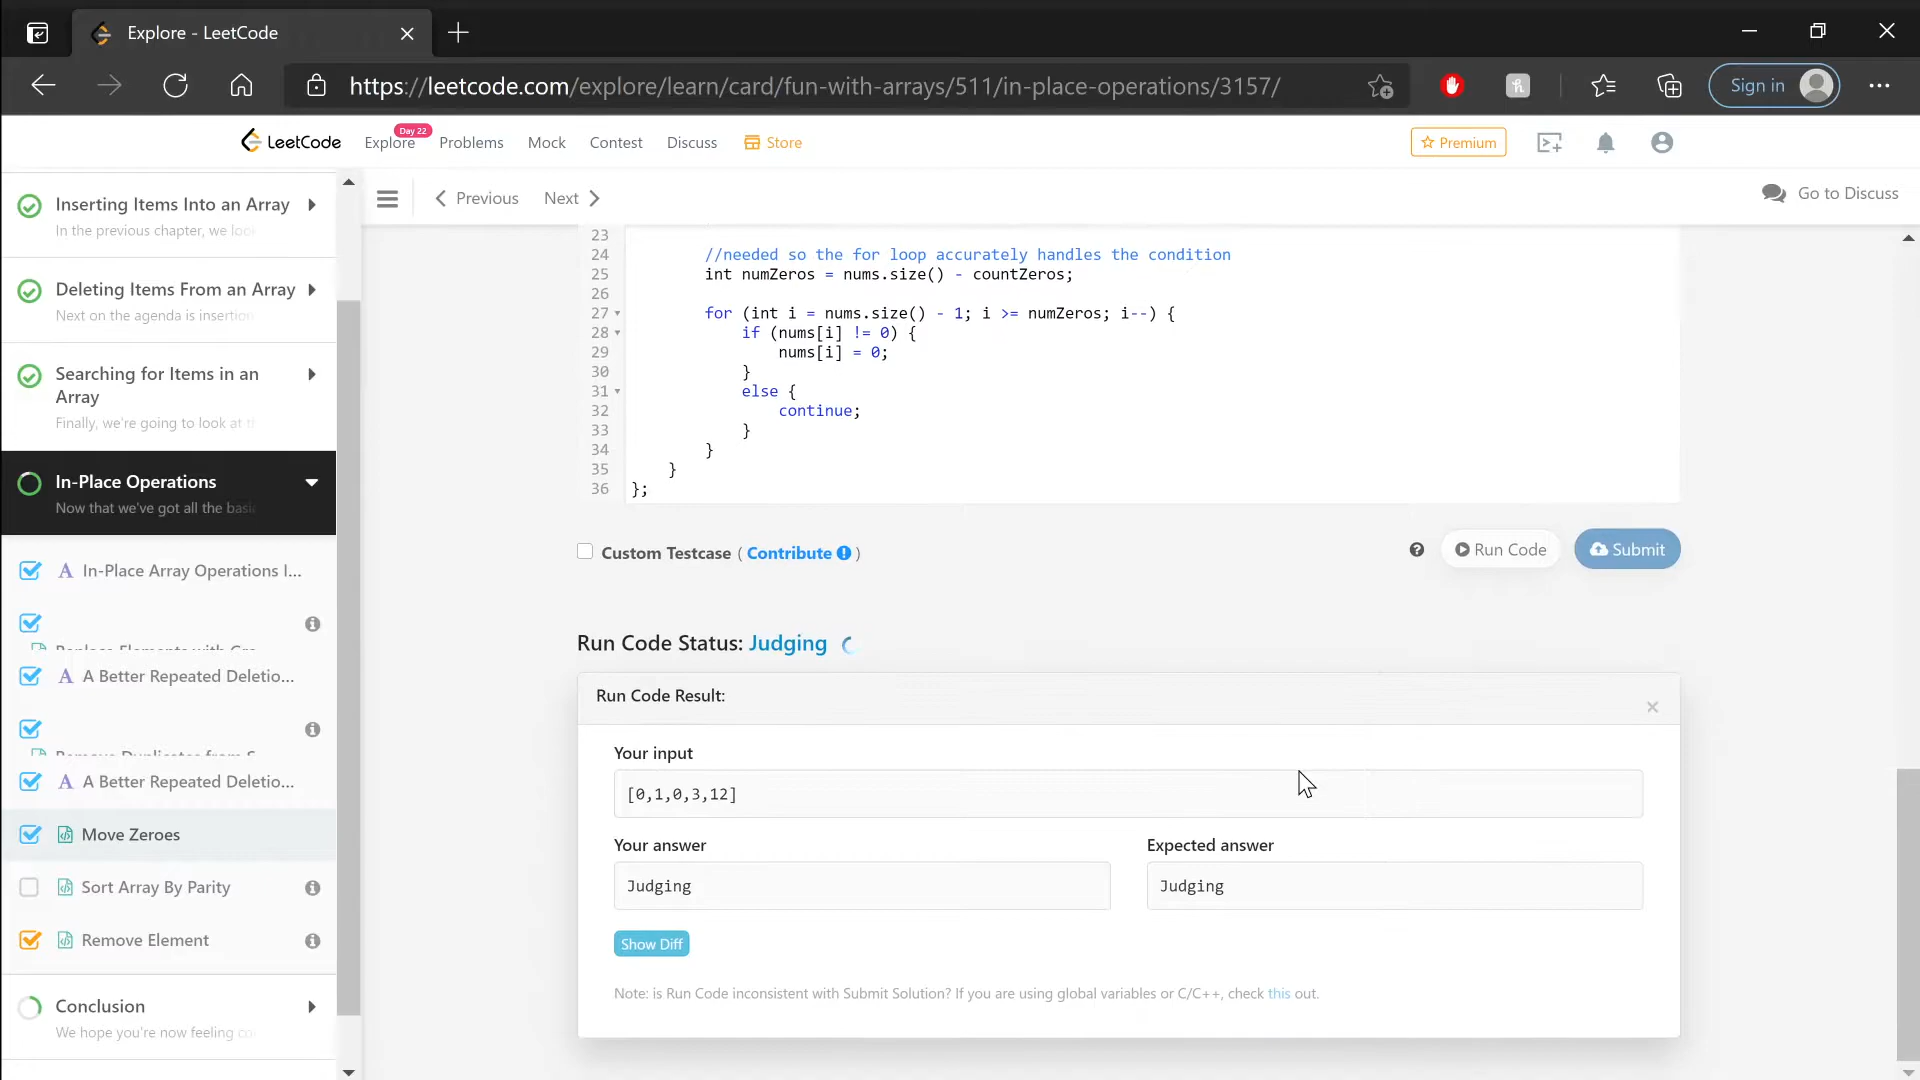 Explore - LeetCode
https://leetcode.com/explore/learn/card/fun-with-arrays/511/in-place-operations/3157/
Sign in
LeetCode
Explore
Day 22
Problems
Mock
Contest
Discuss
Store
Premium
Previous
Next
Go to Discuss
Inserting Items Into an Array
In the previous chapter, we loo
Deleting Items From an Array
Next on the agenda is insertion
Searching for Items in an
Array
Finally, we're going to look at
In-Place Operations
Now that we've got all the basi
A In-Place Array Operations I...
A A Better Repeated Deletio...
A A Better Repeated Deletio...
Move Zeroes
Sort Array By Parity
Remove Element
Conclusion
We hope you're now feeling co
23
24 //needed so the for loop accurately handles the condition
25 int numZeros = nums.size() - countZeros;
26
27 for (int i = nums.size() - 1; i >= numZeros; i--) {
28 if (nums[i] != 0) {
29 nums[i] = 0;
30 }
31 else {
32 continue;
33 }
34 }
35 }
36 };
Custom Testcase ( Contribute )
Run Code
Submit
Run Code Status: Judging
Run Code Result:
Your input
[0,1,0,3,12]
Your answer
Expected answer
Judging
Judging
Show Diff
Note: is Run Code inconsistent with Submit Solution? If you are using global variables or C/C++, check this out.